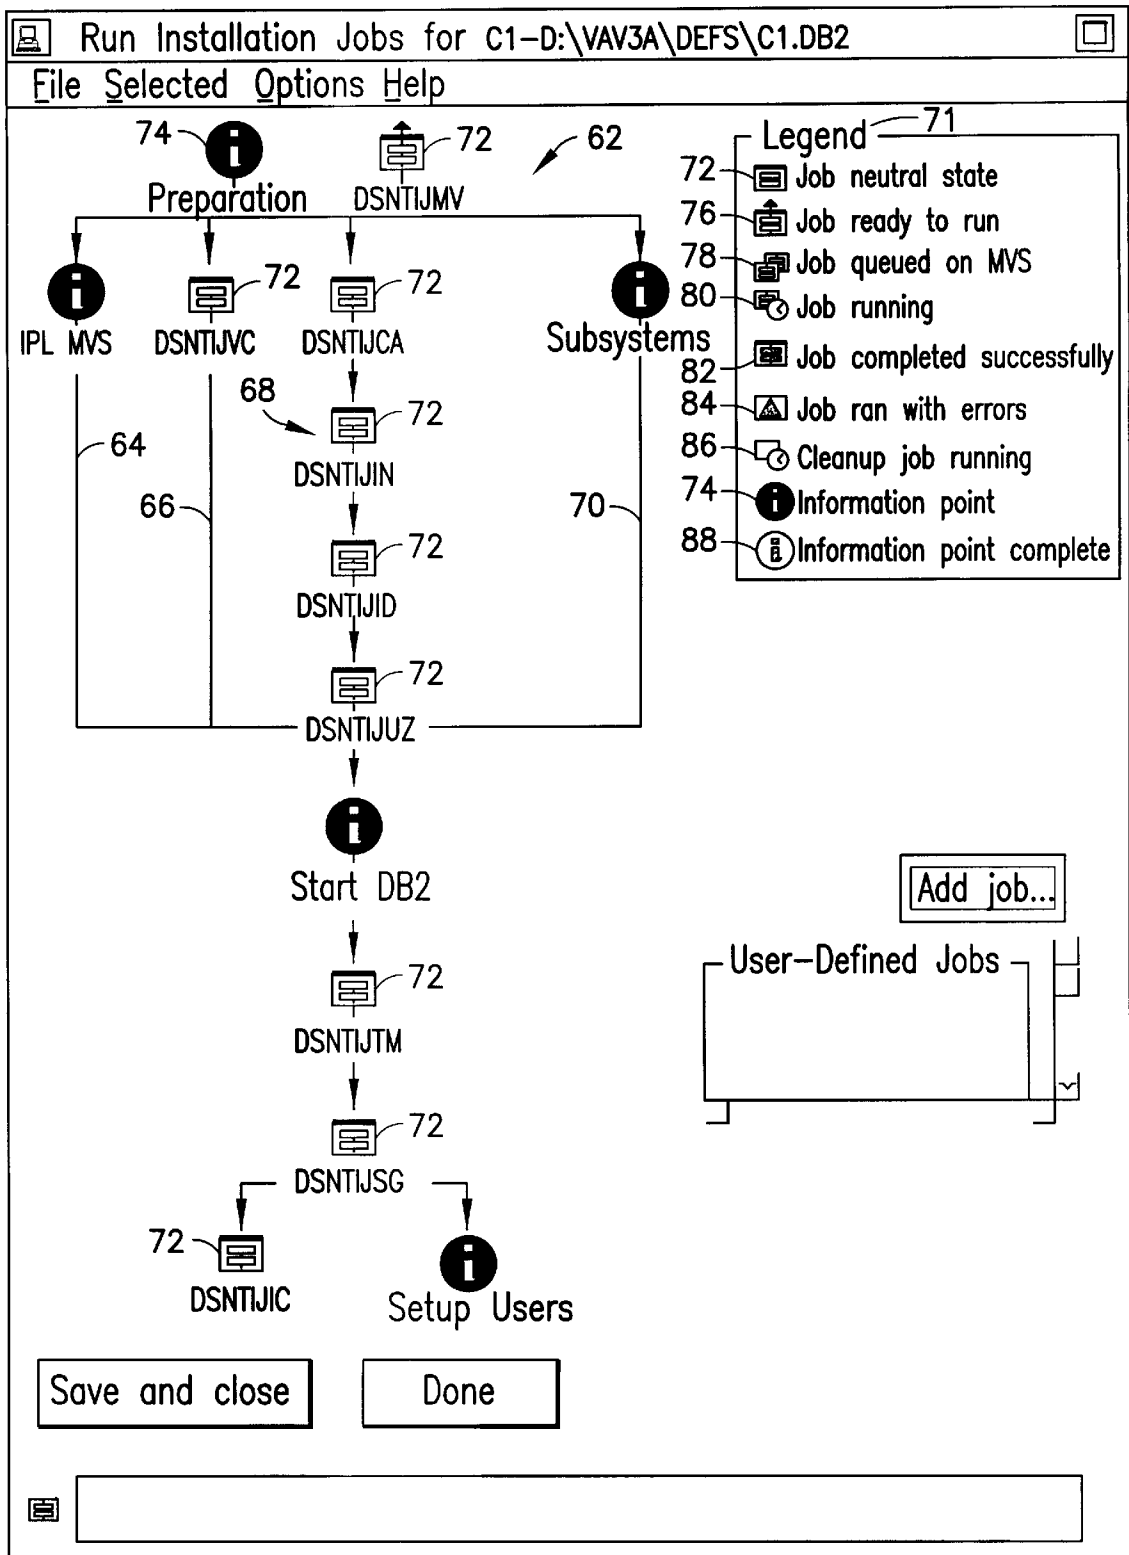 Run Installation Jobs for C1-D:\VAV3A\DEFS\C1.DB2
File Selected Options Help
74
72
62
Preparation
DSNTIJMV
Legend
71
72
Job neutral state
76
Job ready to run
78
Job queued on MVS
80
Job running
82
Job completed successfully
84
Job ran with errors
86
Cleanup job running
74
Information point
88
Information point complete
72
72
IPL MVS
DSNTIJVC
DSNTIJCA
Subsystems
68
72
64
DSNTIJIN
66
70
72
DSNTIJID
72
DSNTIJUZ
Start DB2
Add job...
User-Defined Jobs
72
DSNTIJTM
72
DSNTIJSG
72
DSNTIJIC
Setup Users
Save and close
Done